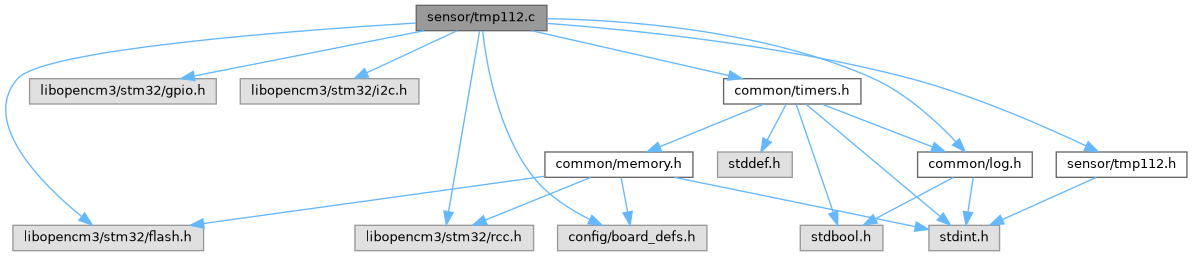 sensor/tmp112.c
libopencm3/stm32/gpio.h
libopencm3/stm32/i2c.h
common/timers.h
common/memory.h
stddef.h
common/log.h
sensor/tmp112.h
libopencm3/stm32/flash.h
libopencm3/stm32/rcc.h
config/board_defs.h
stdbool.h
stdint.h